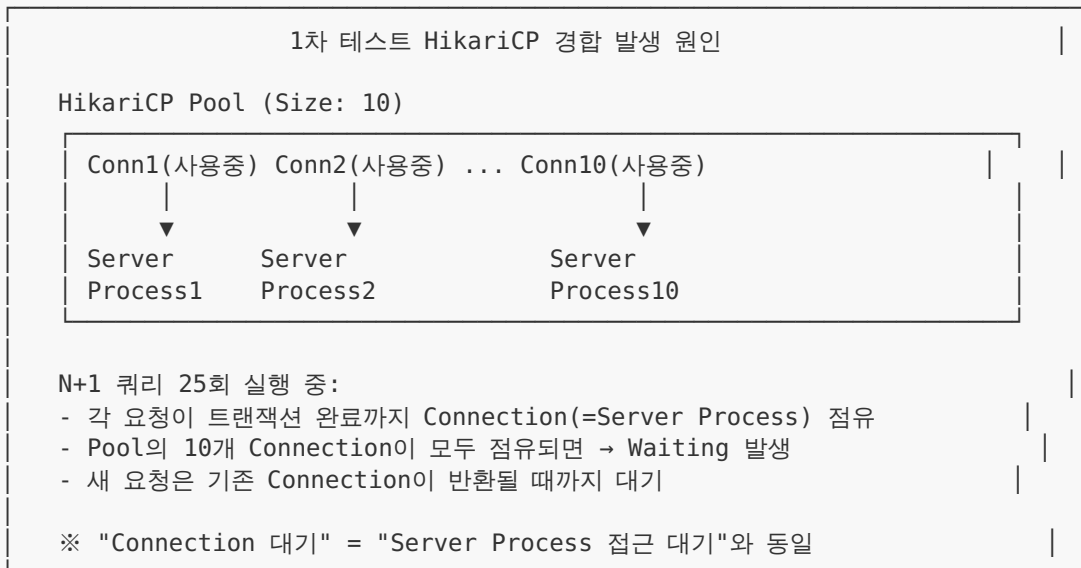 1차 테스트 HikariCP 경합 발생 원인
HikariCP Pool (Size: 10)
Conn1(사용중) Conn2(사용중) ... Conn10(사용중)
Server Server Server
Process1 Process2 Process10
N+1 쿼리 25회 실행 중:
- 각 요청이 트랜잭션 완료까지 Connection(=Server Process) 점유
- Pool의 10개 Connection이 모두 점유되면 → Waiting 발생
- 새 요청은 기존 Connection이 반환될 때까지 대기
※ "Connection 대기" = "Server Process 접근 대기"와 동일